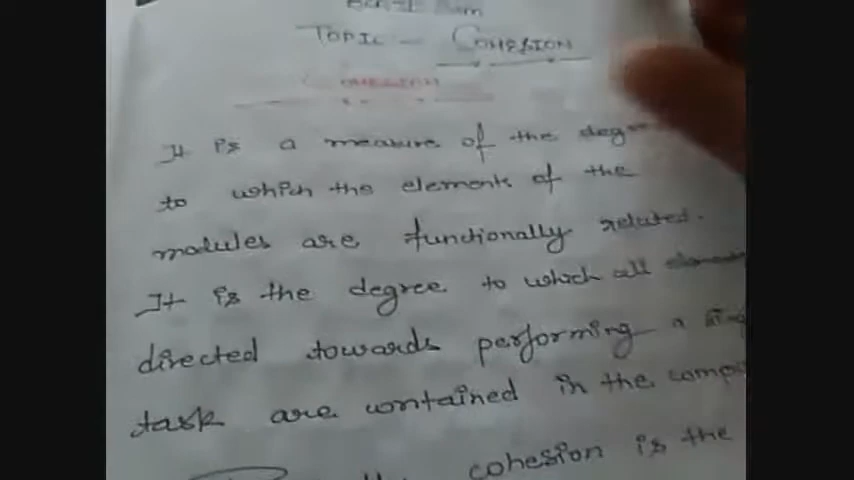 Topic - COHESION
COHESION
It is a measure of the
to which the elements of the
modules are functionally related.
It is the degree to which all
directed towards performing a
task are contained in the
cohesion is the